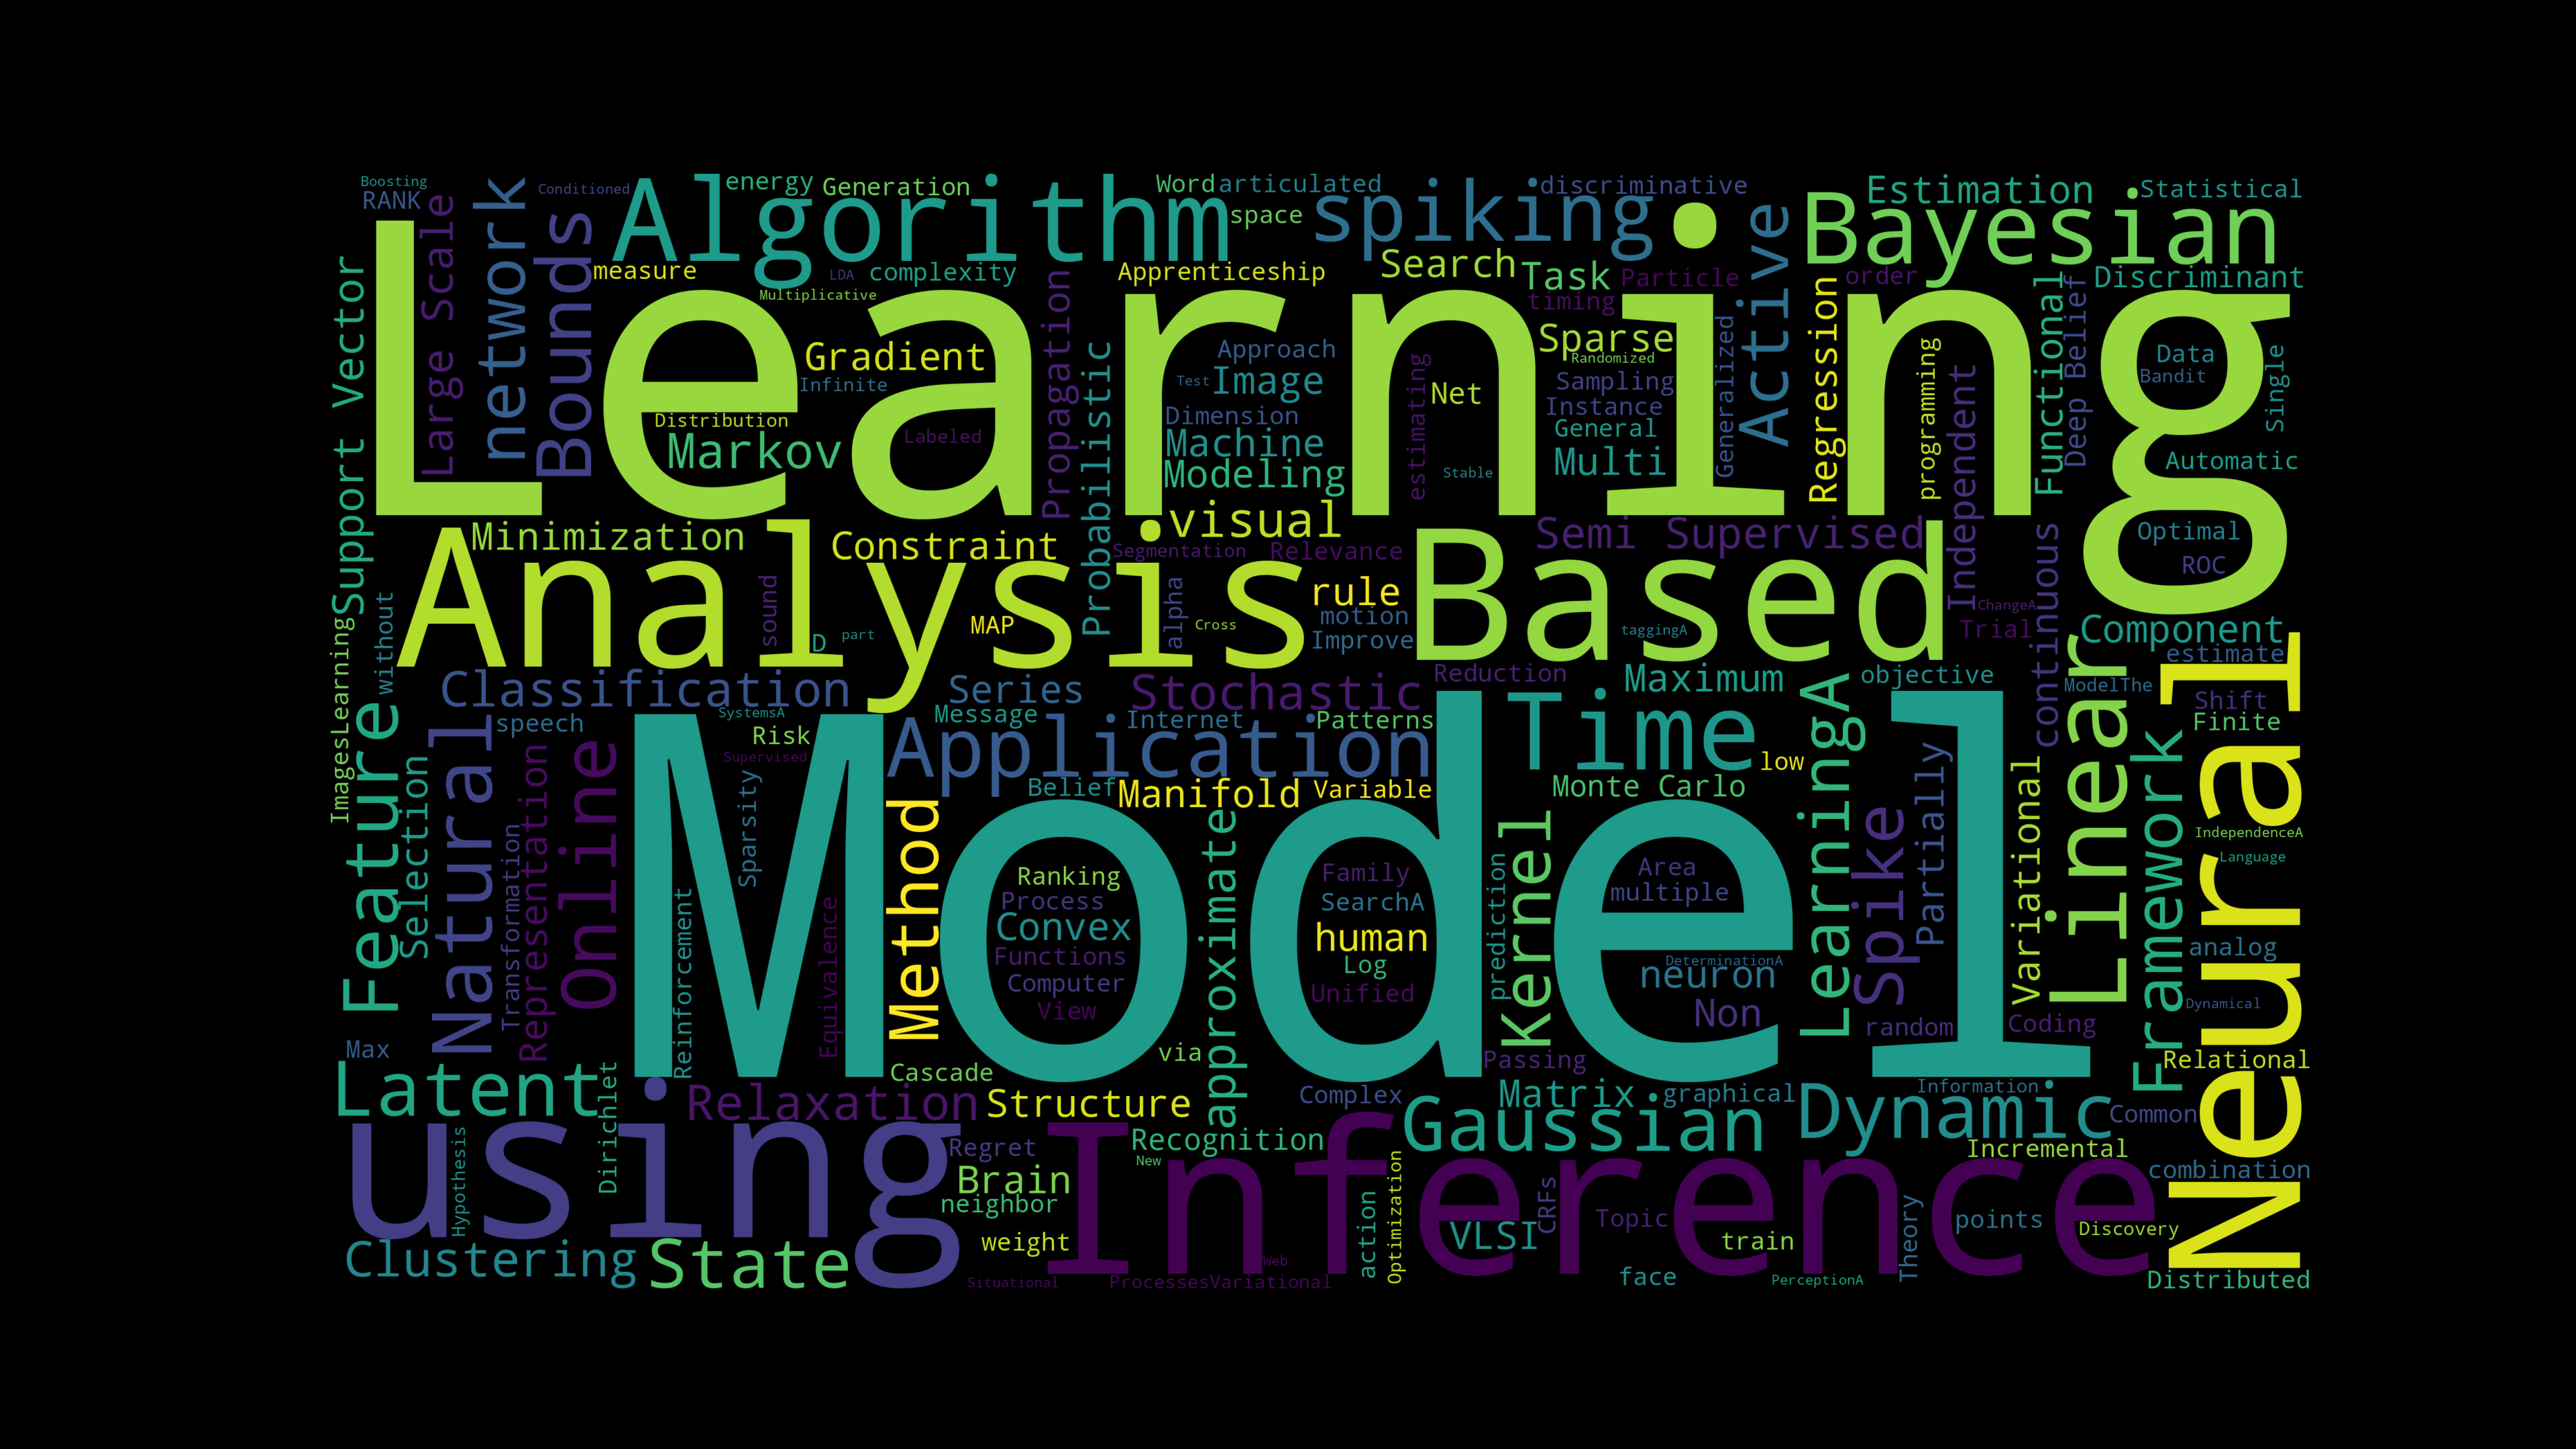 Boosting
Conditioned
energy
Generation
Word
articulated
discriminative
Estimation
Statistical
RANK
Large Scale
network
Bounds
Algorithm
space
spiking
Active
Bayesian
Support Vector
measure
LDA
complexity
Multiplicative
Apprenticeship
Search
Task
Particle
timing
order
Functional
Deep Belief
Discriminant
Learning
Gradient
Infinite
Propagation
Probabilistic
Approach
Test
Image
Net
Sparse
Randomized
Sampling
Instance
Generalized
Regression
programming
Independent
Data
Bandit
Single
Distribution
Markov
Labeled
Dimension
Machine
Modeling
estimating
Stable
General
Multi
Automatic
Minimization
Constraint
visual
Segmentation
Relevance
Semi Supervised
Optimal
ROC
Analysis
Based
sound
D
part
MAP
alpha
Cross
rule
motion
Improve
taggingA
ChangeA
Trial
continuous
Component
estimate
ImagesLearning
without
Classification
Series
Stochastic
Reduction
Maximum
objective
ModelThe
Shift
Finite
Feature
Selection
Natural
speech
SystemsA
Risk
Supervised
Message
Internet
Patterns
Application
Time
low
LearningA
Linear
Neural
Transformation
Representation
Online
Model
Sparsity
Belief
Manifold
Variable
Monte Carlo
Partially
Variational
Framework
IndependenceA
Language
Method
Reinforcement
Equivalence
Ranking
Process
Convex
Functions
Computer
View
approximate
Family
SearchA
human
Log
Unified
prediction
Kernel
Area
multiple
DeterminationA
neuron
Non
Spike
random
Coding
analog
Dynamical
Relational
Max
Latent
Dirichlet
Relaxation
Cascade
Structure
via
Complex
Passing
Matrix
graphical
Gaussian
Information
Dynamic
Common
using
Hypothesis
Regret
Recognition
New
Inference
Incremental
combination
Brain
neighbor
weight
action
Optimization
VLSI
CRFs
Topic
train
Theory
points
Discovery
Clustering
State
Situational
Web
ProcessesVariational
face
PerceptionA
Distributed